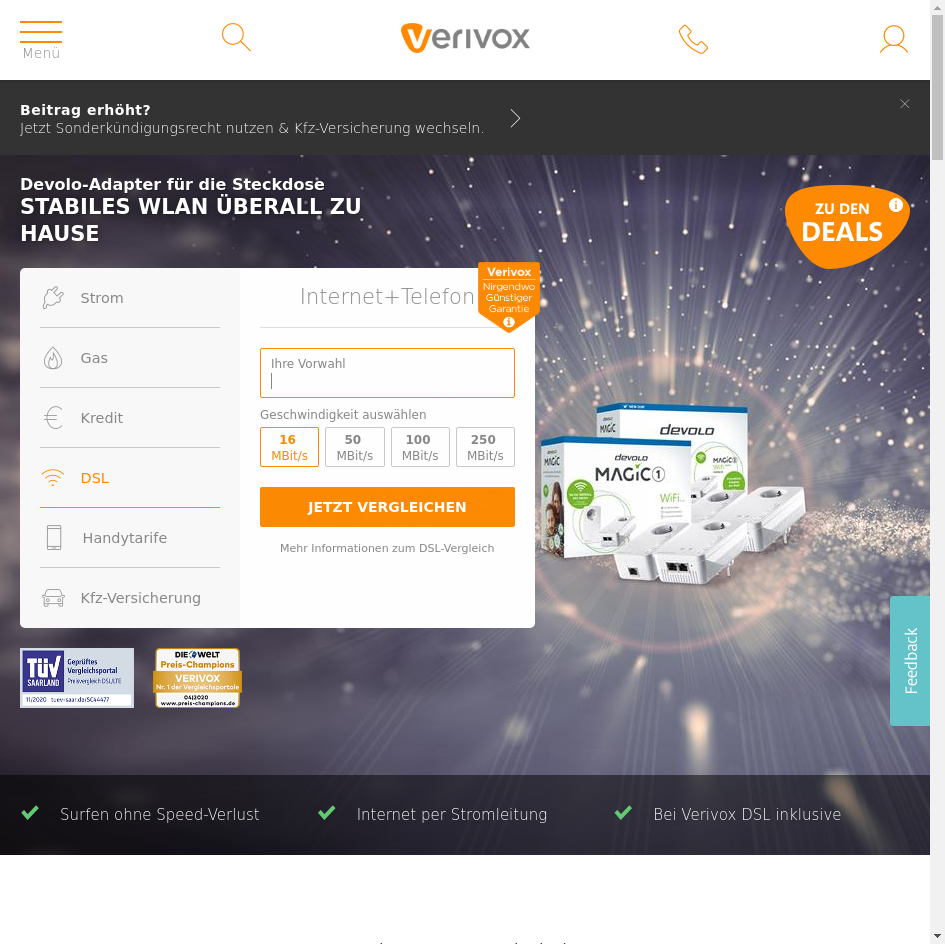 Menü
verivox
Beitrag erhöht?
Jetzt Sonderkündigungsrecht nutzen & Kfz-Versicherung wechseln.
Devolo-Adapter für die Steckdose
STABILES WLAN ÜBERALL ZU
HAUSE
ZU DEN
DEALS
Strom
Gas
Kredit
DSL
Handytarife
Kfz-Versicherung
Internet+Telefon
Verivox
Nirgendwo
Günstiger
Garantie
Ihre Vorwahl
Geschwindigkeit auswählen
16
MBit/s
50
MBit/s
100
MBit/s
250
MBit/s
JETZT VERGLEICHEN
Mehr Informationen zum DSL-Vergleich
devolo
MAGIC
devolo
MAGIC 1
WiFi
TÜV
SAARLAND
Geprüftes
Vergleichsportal
Preisvergleich DSL/LTE
11/2020 tuev-saar.de/SC44477
DIE WELT
Preis-Champions
VERIVOX
Nr. 1 der Vergleichsportale
04|2020
www.preis-champions.de
Feedback
Surfen ohne Speed-Verlust
Internet per Stromleitung
Bei Verivox DSL inklusive